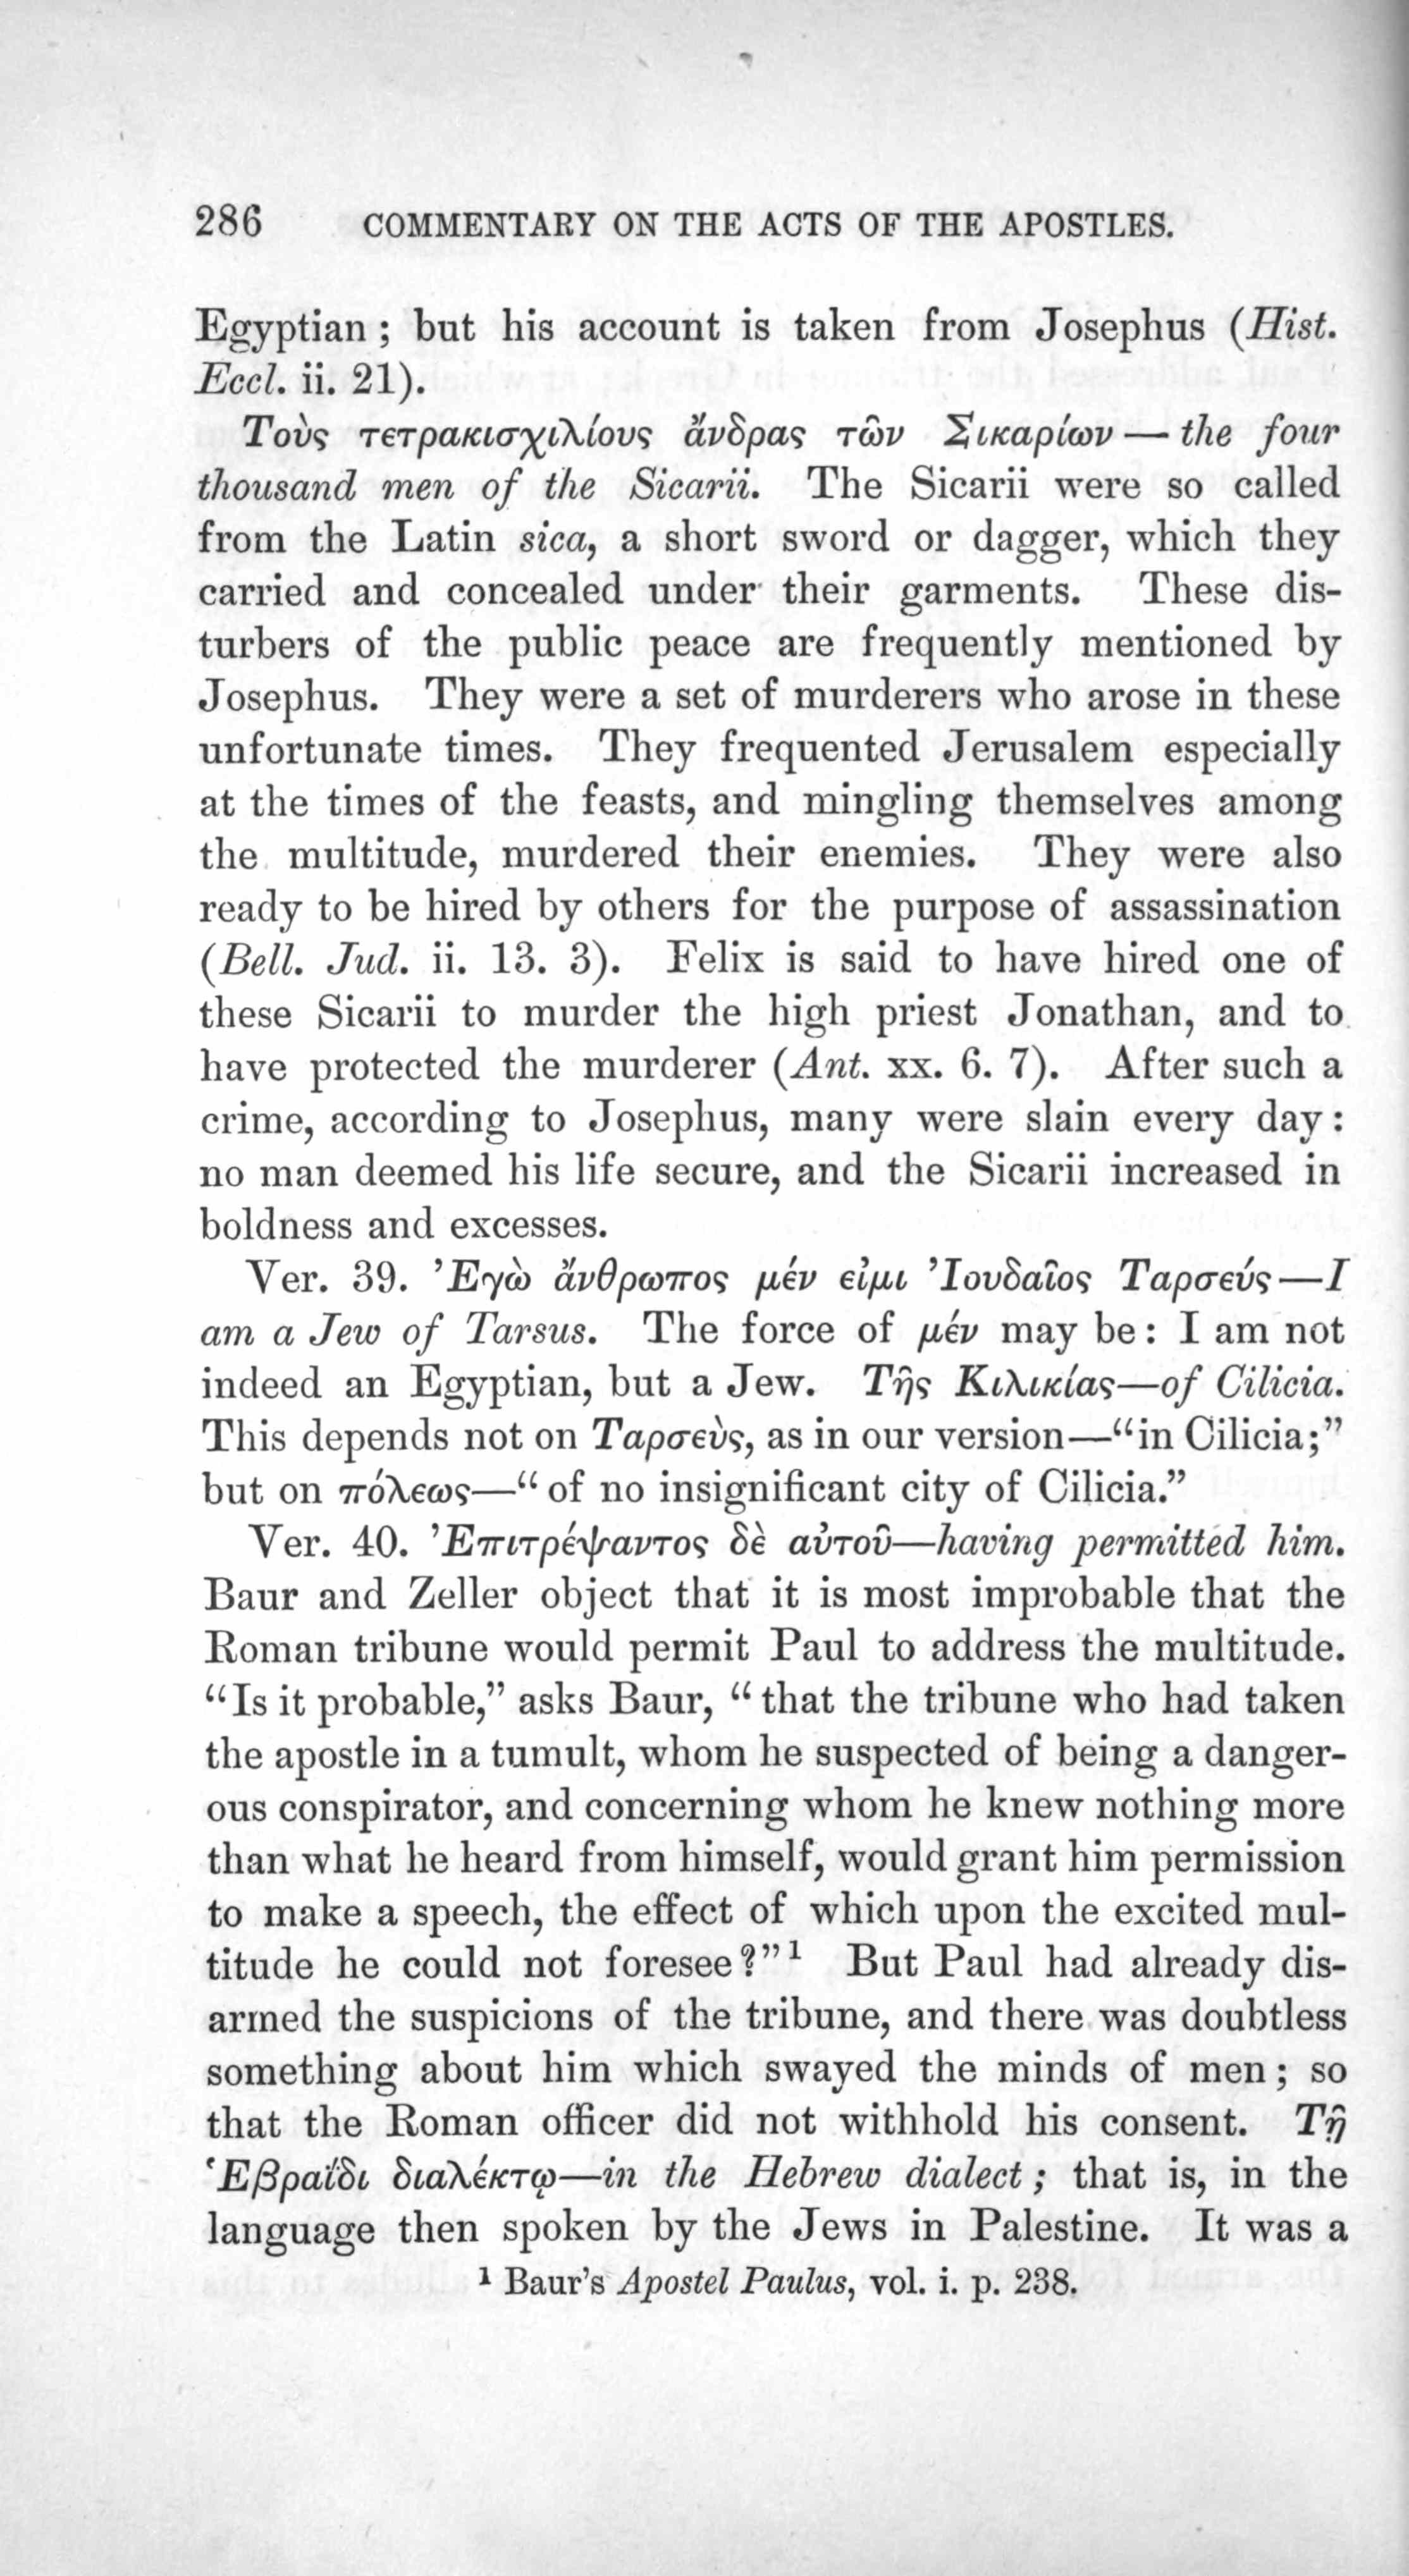 286 COMMENTARY ON THE ACTS OF THE APOSTLES.
Egyptian; but his account is taken from Josephus (Hist.
Eccl. ii. 21).
Τοὺς τετρακισχιλίους ἄνδρας τῶν Σικαρίων—the four
thousand men of the Sicarii. The Sicarii were so called
from the Latin sica, a short sword or dagger, which they
carried and concealed under their garments. These dis-
turbers of the public peace are frequently mentioned by
Josephus. They were a set of murderers who arose in these
unfortunate times. They frequented Jerusalem especially
at the times of the feasts, and mingling themselves among
the multitude, murdered their enemies. They were also
ready to be hired by others for the purpose of assassination
(Bell. Jud. ii. 13. 3). Felix is said to have hired one of
these Sicarii to murder the high priest Jonathan, and to
have protected the murderer (Ant. xx. 6. 7). After such a
crime, according to Josephus, many were slain every day:
no man deemed his life secure, and the Sicarii increased in
boldness and excesses.
Ver. 39. Ἐγὼ ἄνθρωπος μέν εἰμι Ἰουδαῖος Ταρσεύς—I
am a Jew of Tarsus. The force of μέν may be: I am not
indeed an Egyptian, but a Jew. Τῆς Κιλικίας—of Cilicia.
This depends not on Ταρσεὺς, as in our version—“in Cilicia;”
but on πόλεως—“of no insignificant city of Cilicia.”
Ver. 40. Ἐπιτρέψαντος δὲ αὐτοῦ—having permitted him.
Baur and Zeller object that it is most improbable that the
Roman tribune would permit Paul to address the multitude.
“Is it probable,” asks Baur, “that the tribune who had taken
the apostle in a tumult, whom he suspected of being a danger-
ous conspirator, and concerning whom he knew nothing more
than what he heard from himself, would grant him permission
to make a speech, the effect of which upon the excited mul-
titude he could not foresee?”¹ But Paul had already dis-
armed the suspicions of the tribune, and there was doubtless
something about him which swayed the minds of men; so
that the Roman officer did not withhold his consent. Τῇ
Ἑβραΐδι διαλέκτῳ—in the Hebrew dialect; that is, in the
language then spoken by the Jews in Palestine. It was a
¹ Baur’s Apostel Paulus, vol. i. p. 238.